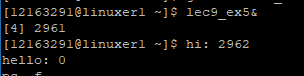 [12163291@linuxer1 ~]$ lec9_ex5&
[4] 2961
[12163291@linuxer1 ~]$ hi: 2962
hello: 0